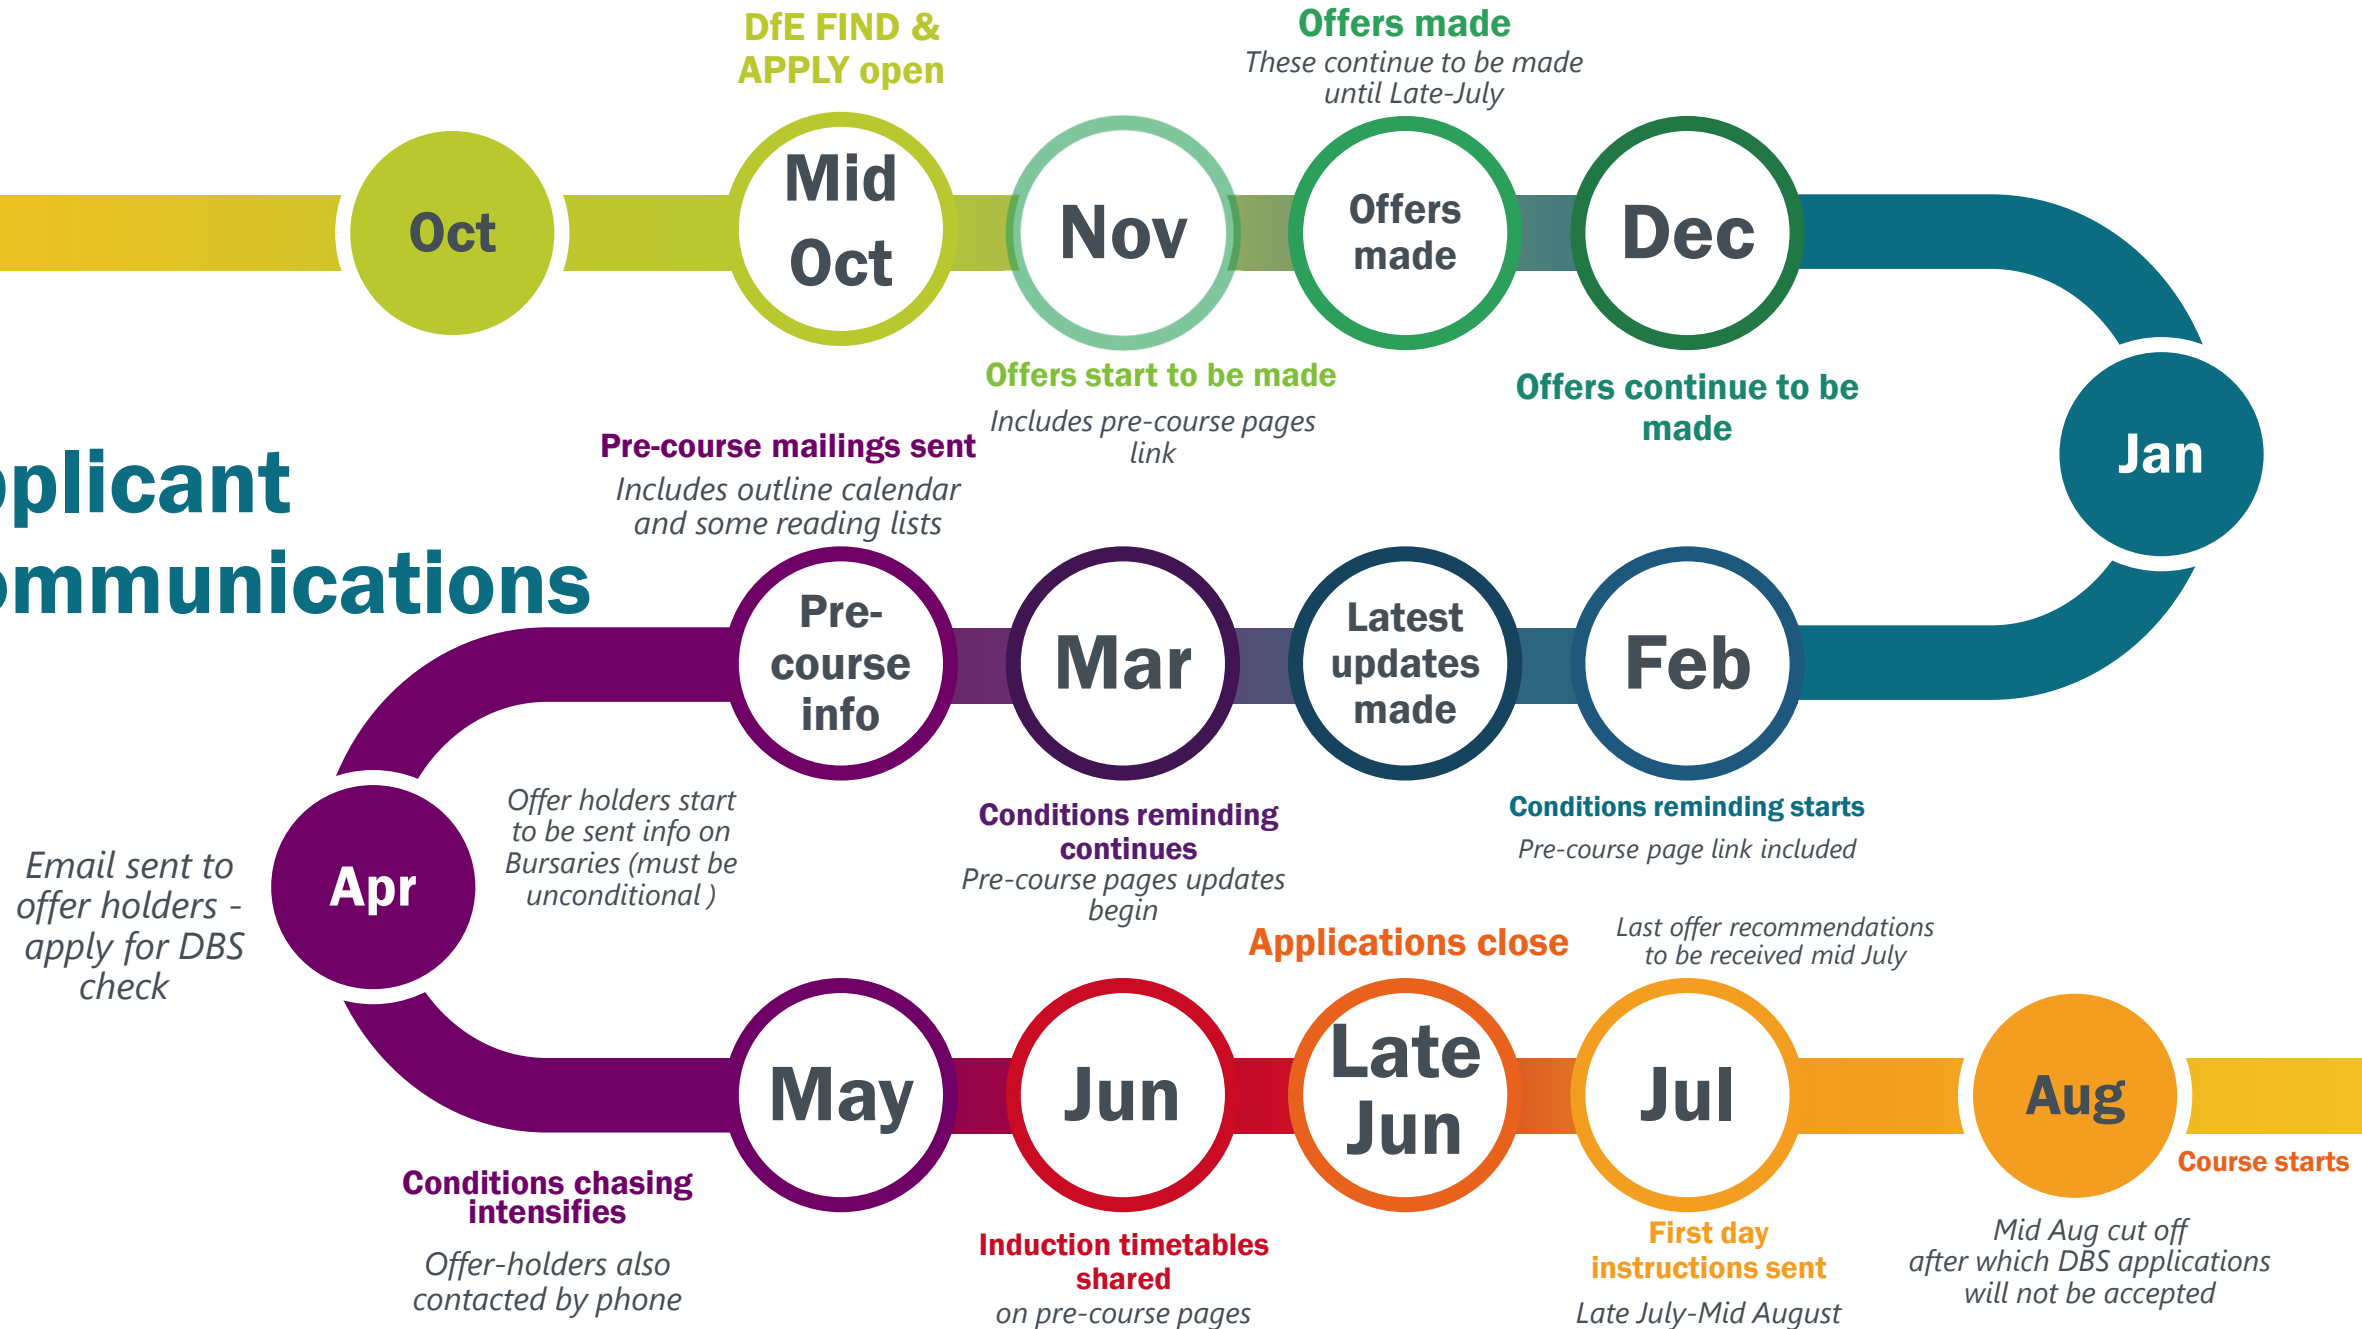 DfE FIND &
APPLY open
Offers made
These continue to be made
until Late-July
Oct
Mid
Oct
Nov
Offers
made
Dec
Offers start to be made
Includes pre-course pages
link
Offers continue to be
made
Jan
pplicant
ommunications
Pre-course mailings sent
Includes outline calendar
and some reading lists
Feb
Conditions reminding starts
Pre-course page link included
Latest
updates
made
Mar
Conditions reminding
continues
Pre-course pages updates
begin
Pre-
course
info
Offer holders start
to be sent info on
Bursaries (must be
unconditional )
Apr
Email sent to
offer holders -
apply for DBS
check
May
Conditions chasing
intensifies
Offer-holders also
contacted by phone
Jun
Induction timetables
shared
on pre-course pages
Applications close
Late
Jun
Last offer recommendations
to be received mid July
Jul
First day
instructions sent
Late July-Mid August
Aug
Course starts
Mid Aug cut off
after which DBS applications
will not be accepted